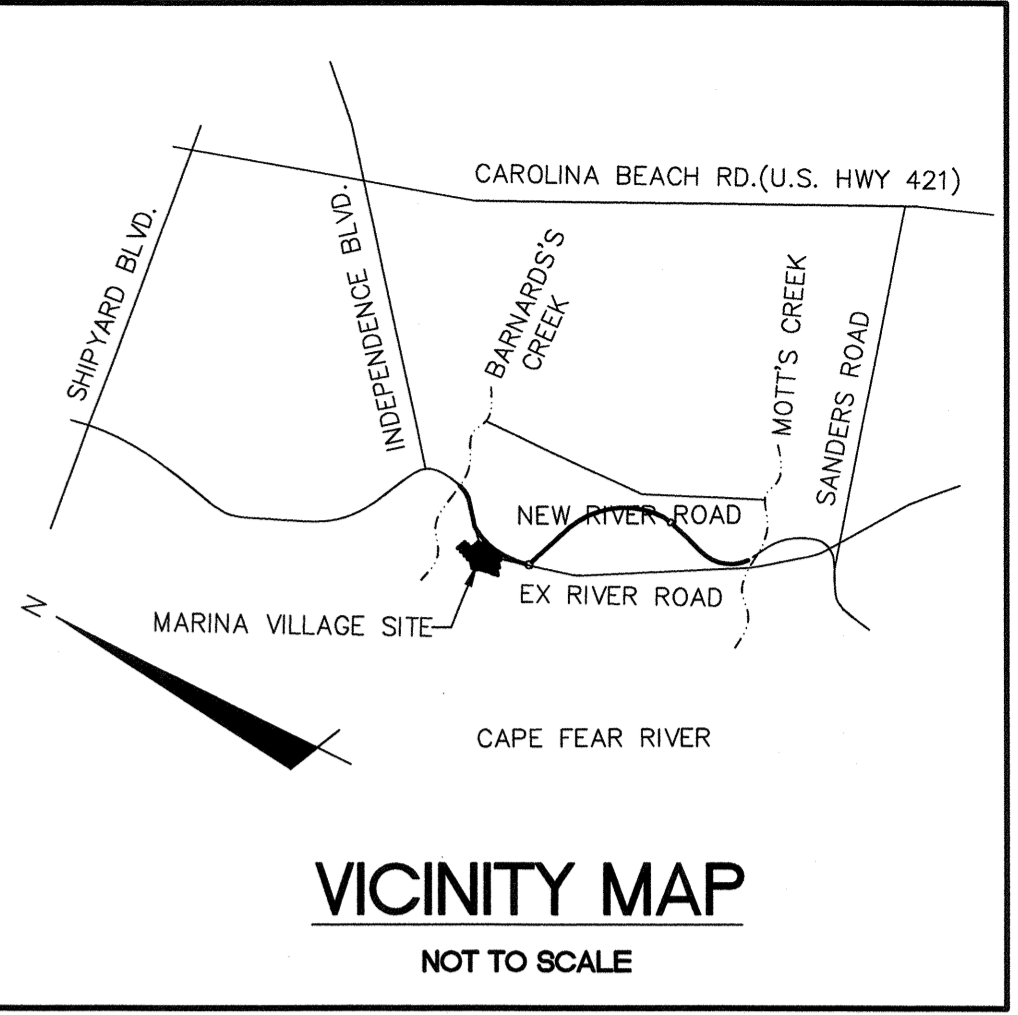 CAROLINA BEACH RD.(U.S. HWY 421)
SHIPYARD BLVD.
INDEPENDENCE BLVD.
BARNARDS'S
CREEK
MOTT'S CREEK
SANDERS ROAD
NEW RIVER ROAD
EX RIVER ROAD
N
MARINA VILLAGE SITE
CAPE FEAR RIVER
VICINITY MAP
NOT TO SCALE